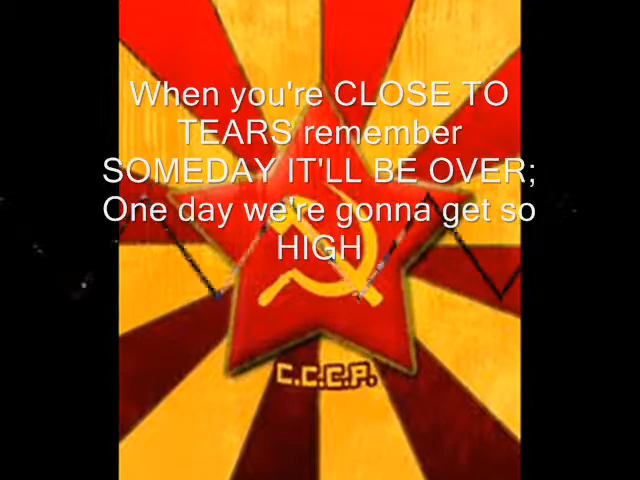 When you're CLOSE TO
TEARS remember
SOMEDAY IT'LL BE OVER;
One day we're gonna get so
HIGH
C.C.C.P.